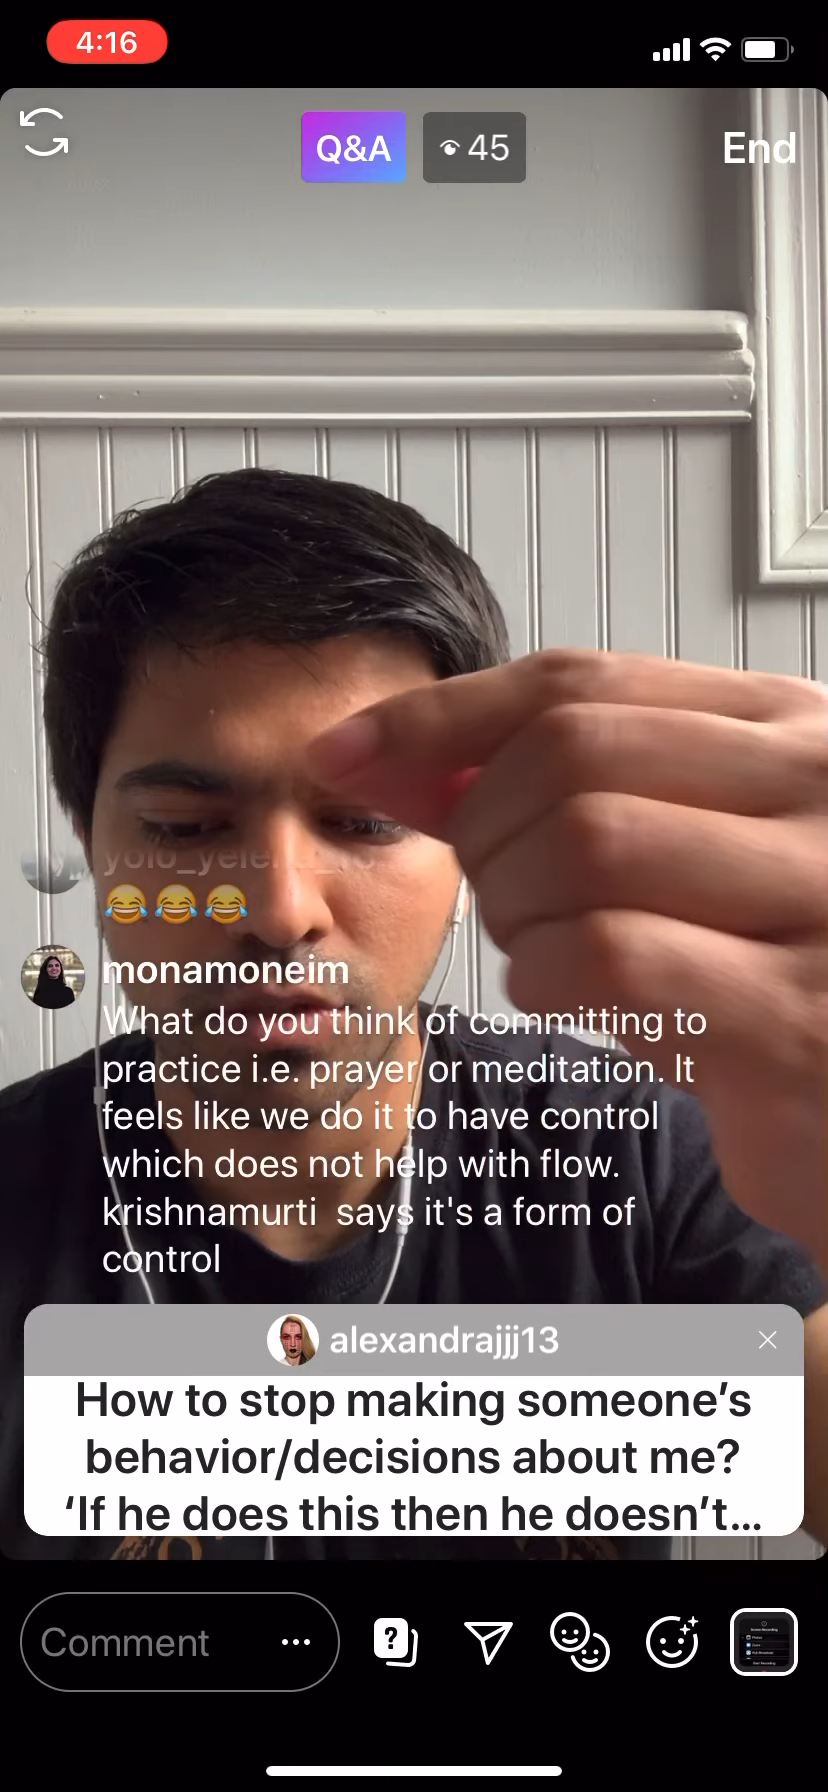 4:16
Q&A
45
End
😂😂😂
monamoneim
What do you think of committing to
practice i.e. prayer or meditation. It
feels like we do it to have control
which does not help with flow.
krishnamurti  says it's a form of
control
alexandrajjj13
How to stop making someone’s
behavior/decisions about me?
‘If he does this then he doesn’t...
Comment